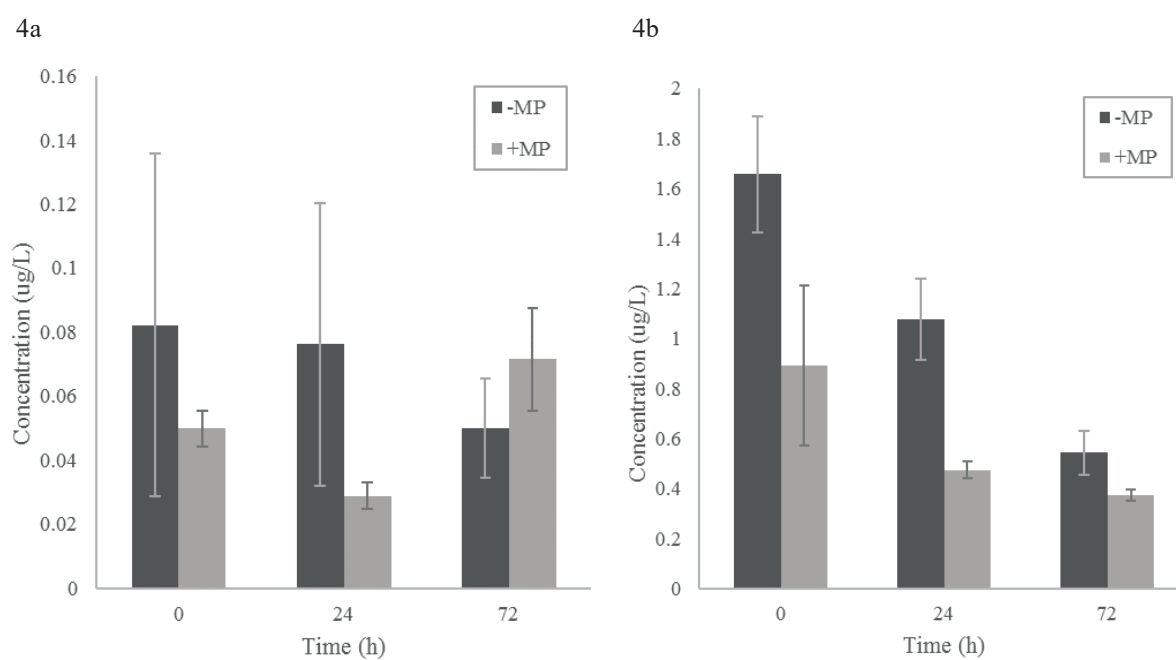 4a
0.16
0.14
0.12
0.1
0.08
0.06
0.04
0.02
0
Concentration (ug/L)
-MP
+MP
0
24
72
Time (h)
4b
2
1.8
1.6
1.4
1.2
1
0.8
0.6
0.4
0.2
0
Concentration (ug/L)
-MP
+MP
0
24
72
Time (h)